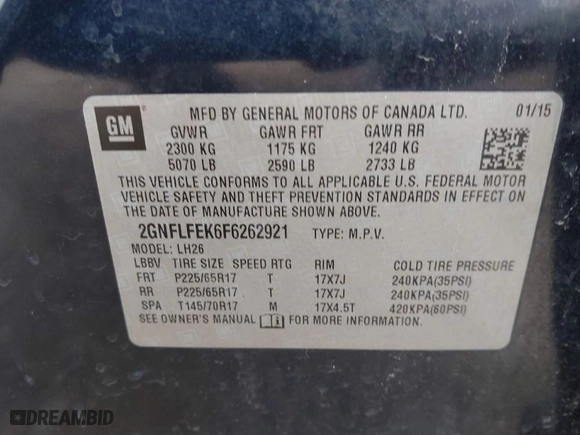 GM
MFD BY GENERAL MOTORS OF CANADA LTD. 01/15
GVWR GAWR FRT GAWR RR
2300 KG 1175 KG 1240 KG
5070 LB 2590 LB 2733 LB
THIS VEHICLE CONFORMS TO ALL APPLICABLE U.S. FEDERAL MOTOR
VEHICLE SAFETY AND THEFT PREVENTION STANDARDS IN EFFECT ON
THE DATE OF MANUFACTURE SHOWN ABOVE.
2GNFLFEK6F6262921 TYPE: M.P.V.
MODEL: LH26
LBBV TIRE SIZE SPEED RTG RIM COLD TIRE PRESSURE
FRT P225/65R17 T 17X7J 240KPA(35PSI)
RR P225/65R17 T 17X7J 240KPA(35PSI)
SPA T145/70R17 M 17X4.5T 420KPA(60PSI)
SEE OWNER'S MANUAL FOR MORE INFORMATION.
DREAMBID